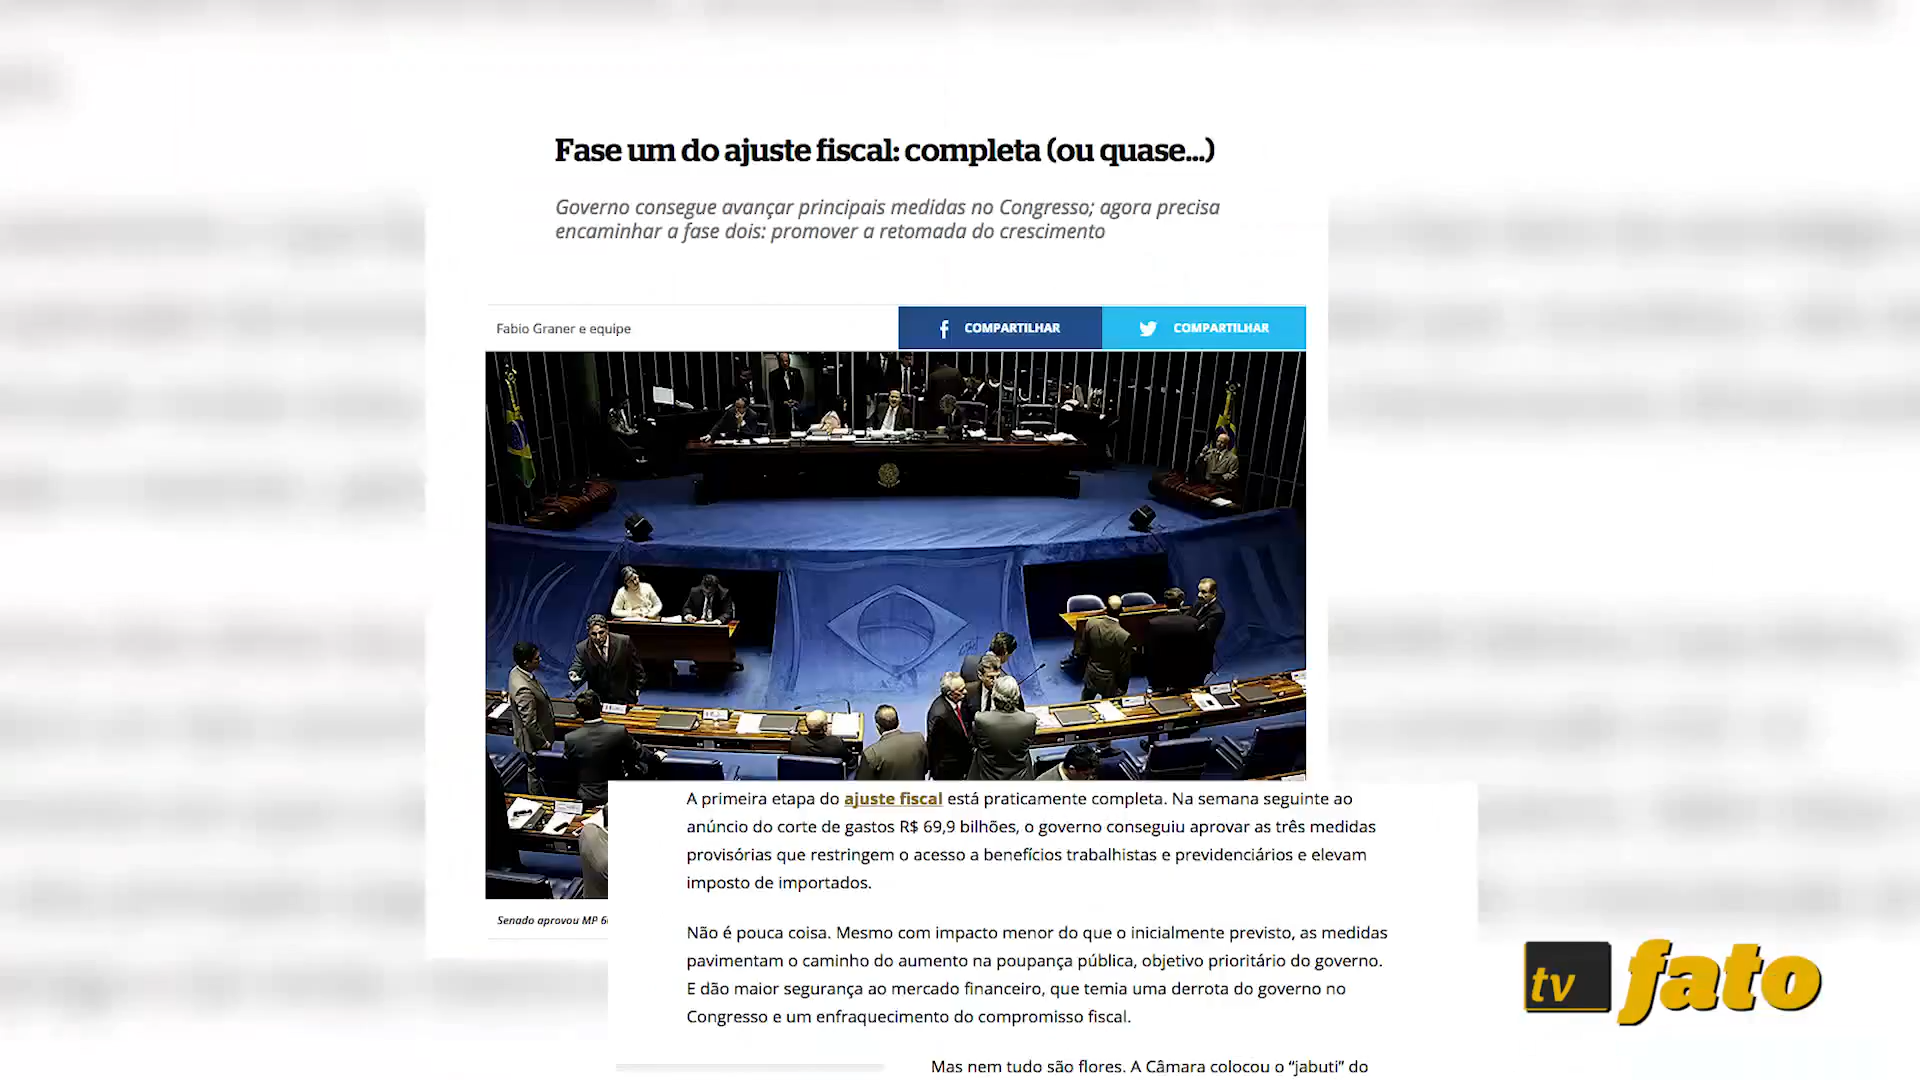 Fase um do ajuste fiscal: completa (ou quase...)
Governo consegue avançar principais medidas no Congresso; agora precisa
encaminhar a fase dois: promover a retomada do crescimento
Fabio Graner e equipe
COMPARTILHAR
COMPARTILHAR
A primeira etapa do ajuste fiscal está praticamente completa. Na semana seguinte ao
anúncio do corte de gastos R$ 69,9 bilhões, o governo conseguiu aprovar as três medidas
provisórias que restringem o acesso a benefícios trabalhistas e previdenciários e elevam
imposto de importados.
Senado aprovou MP
Não é pouca coisa. Mesmo com impacto menor do que o inicialmente previsto, as medidas
pavimentam o caminho do aumento na poupança pública, objetivo prioritário do governo.
E dão maior segurança ao mercado financeiro, que temia uma derrota do governo no
Congresso e um enfraquecimento do compromisso fiscal.
Mas nem tudo são flores. A Câmara colocou o “jabuti” do
tv fato